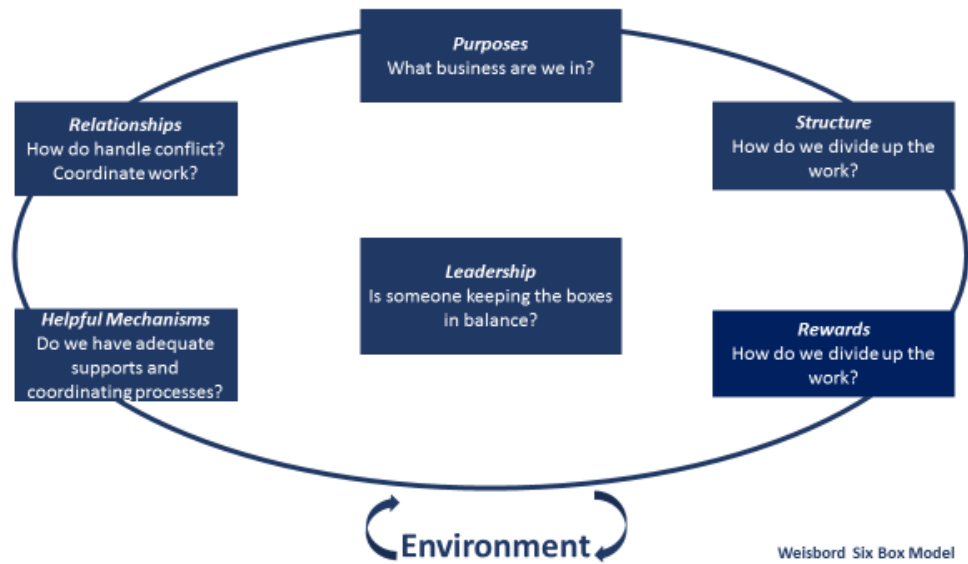 Purposes
What business are we in?
Relationships
How do handle conflict?
Coordinate work?
Structure
How do we divide up the
work?
Leadership
Is someone keeping the boxes
in balance?
Helpful Mechanisms
Do we have adequate
supports and
coordinating processes?
Rewards
How do we divide up the
work?
Environment
Weisbord Six Box Model